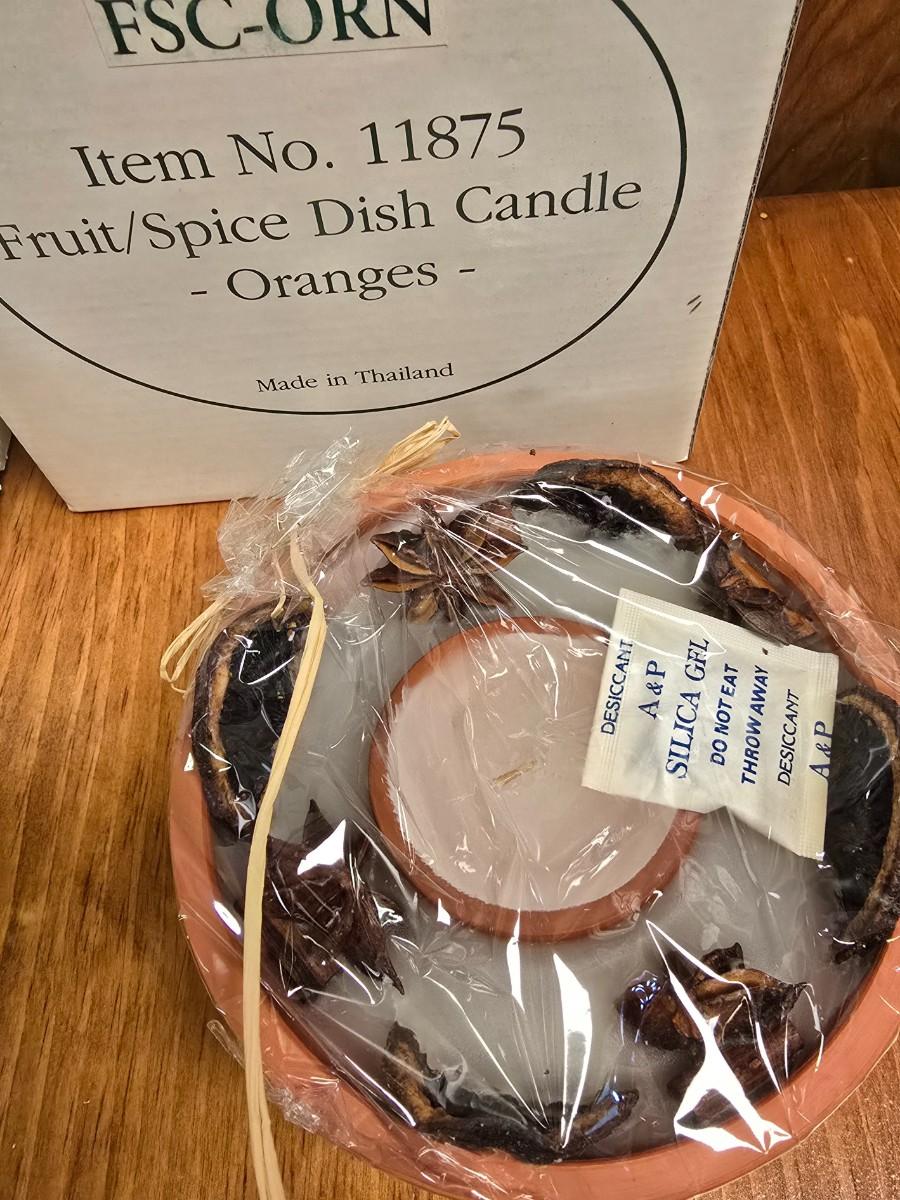 FSC-ORN
Item No. 11875
Fruit/Spice Dish Candle
- Oranges -
Made in Thailand
DESICCANT
A&P
SILICA GEL
DO NOT EAT
THROW AWAY
DESICCANT
A&P